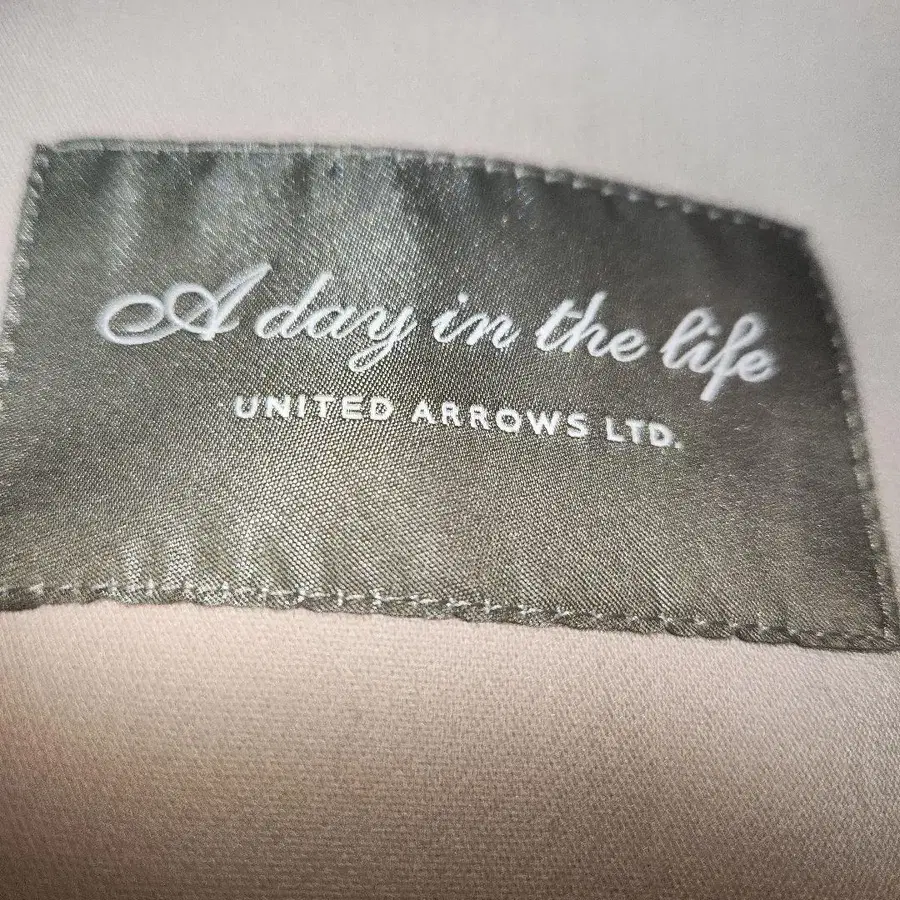 A day in the life
UNITED ARROWS LTD.